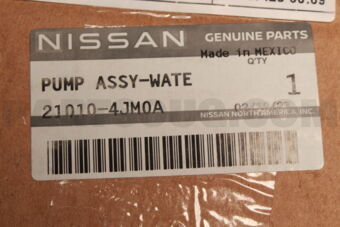 NISSAN GENUINE PARTS
Made in MEXICO
Q'TY
PUMP ASSY-WATE 1
21010-4JM0A
NISSAN NORTH AMERICA, INC.